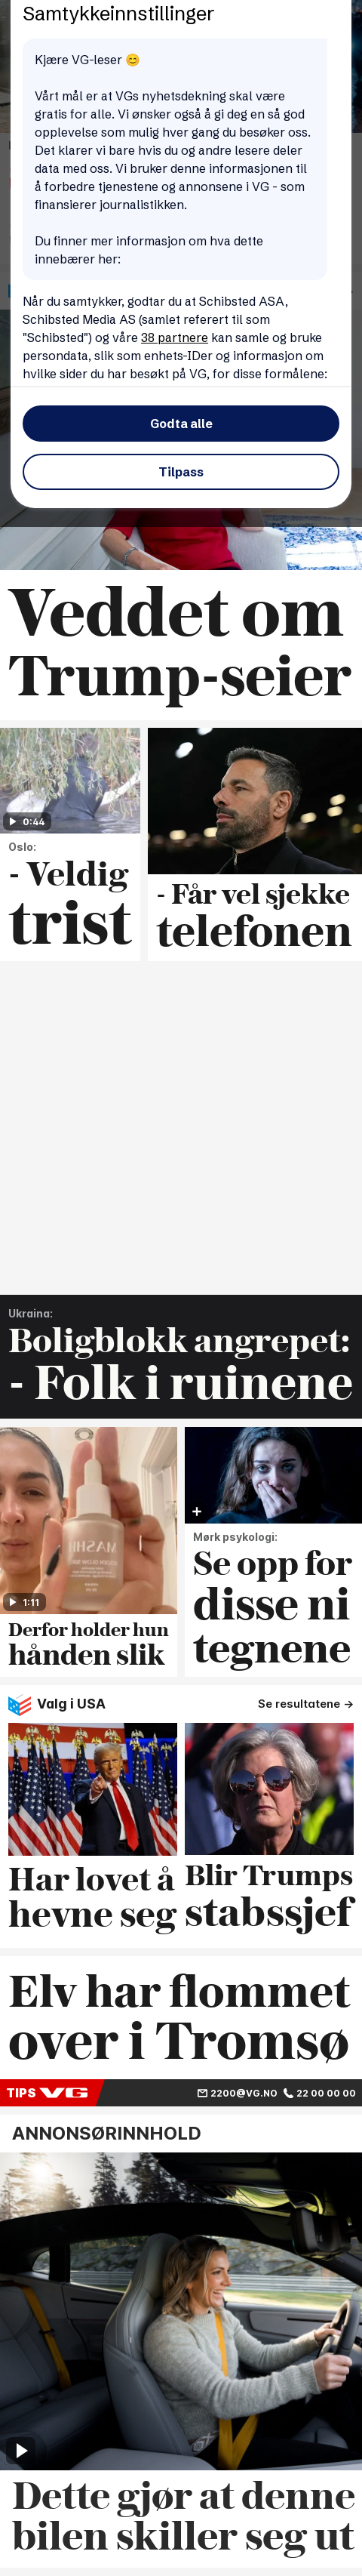 Samtykkeinnstillinger
Kjære VG-leser 😊
Vårt mål er at VGs nyhetsdekning skal være
gratis for alle. Vi ønsker også å gi deg en så god
opplevelse som mulig hver gang du besøker oss.
Det klarer vi bare hvis du og andre lesere deler
data med oss. Vi bruker denne informasjonen til
å forbedre tjenestene og annonsene i VG - som
finansierer journalistikken.
Du finner mer informasjon om hva dette
innebærer her:
Når du samtykker, godtar du at Schibsted ASA,
Schibsted Media AS (samlet referert til som
“Schibsted”) og våre 38 partnere kan samle og bruke
persondata, slik som enhets-IDer og informasjon om
hvilke sider du har besøkt på VG, for disse formålene:
Godta alle
Tilpass
Veddet om
Trump-seier
0:44
Oslo:
- Veldig
trist
- Får vel sjekke
telefonen
Ukraina:
Boligblokk angrepet:
- Folk i ruinene
MASHI
1:11
Derfor holder hun
hånden slik
Mørk psykologi:
Se opp for
disse ni
tegnene
Valg i USA
Se resultatene →
Har lovet å
hevne seg
Blir Trumps
stabssjef
Elv har flommet
over i Tromsø
TIPS VG
2200@VG.NO
22 00 00 00
ANNONSØRINNHOLD
Dette gjør at denne
bilen skiller seg ut